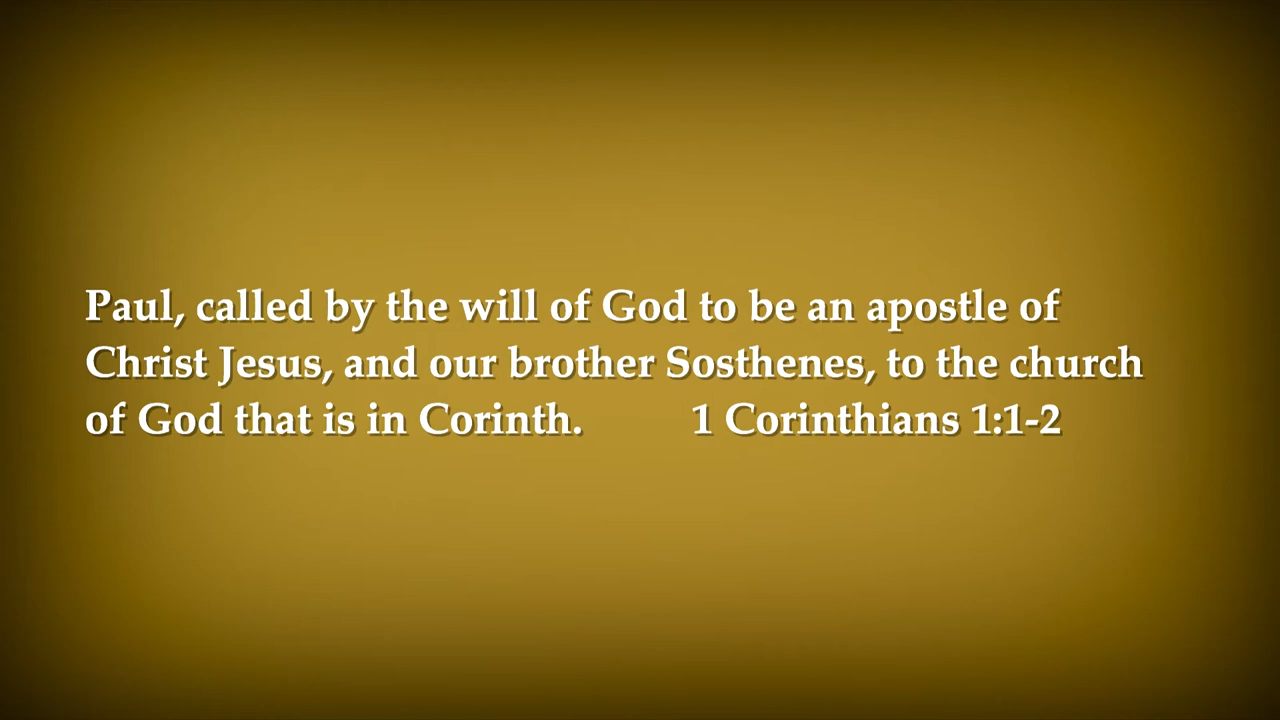 Paul, called by the will of God to be an apostle of
Christ Jesus, and our brother Sosthenes, to the church
of God that is in Corinth. 1 Corinthians 1:1-2